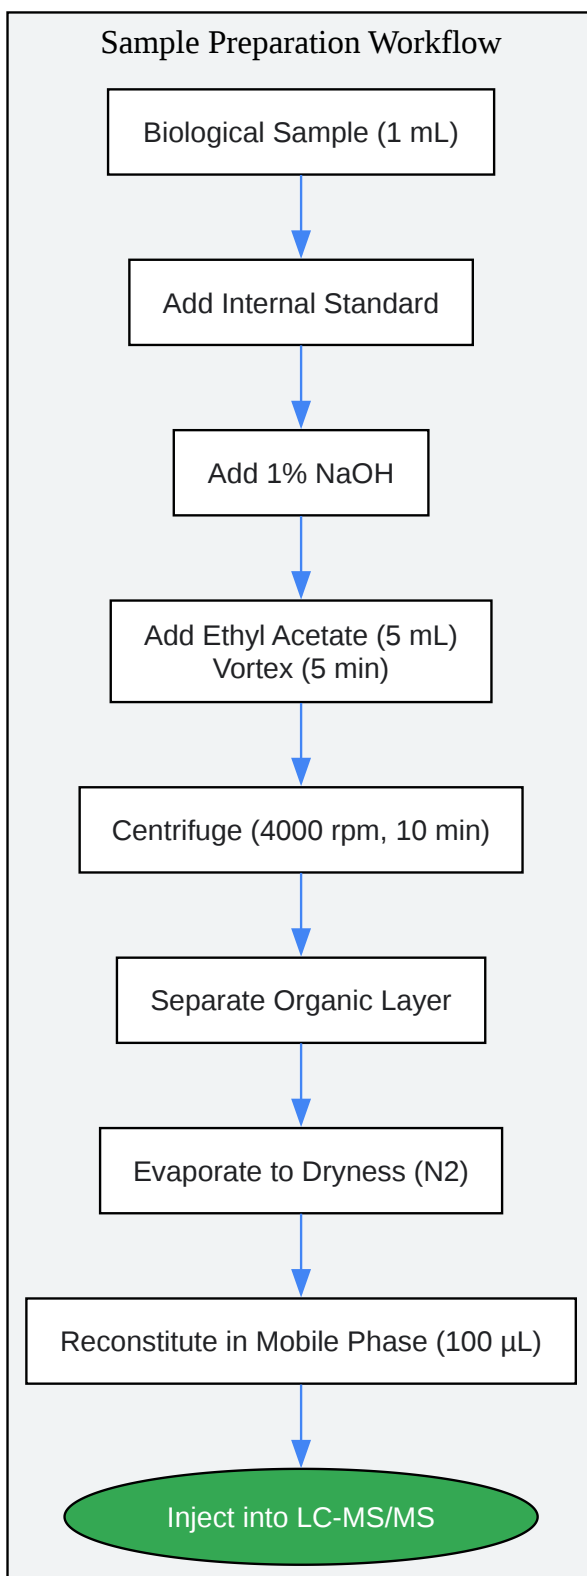 Sample Preparation Workflow
Biological Sample (1 mL)
Add Internal Standard
Add 1% NaOH
Add Ethyl Acetate (5 mL)
Vortex (5 min)
Centrifuge (4000 rpm, 10 min)
Separate Organic Layer
Evaporate to Dryness (N2)
Reconstitute in Mobile Phase (100 µL)
Inject into LC-MS/MS